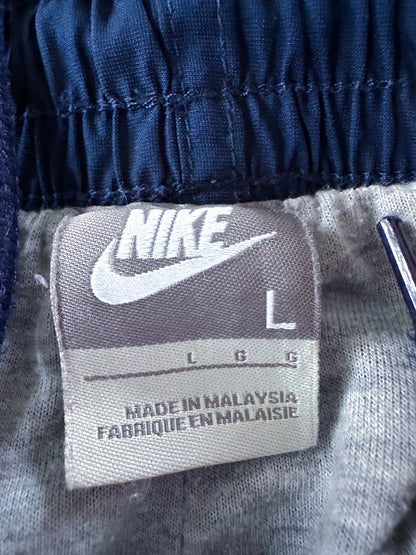 NIKE
L
L G G
MADE IN MALAYSIA
FABRIQUE EN MALAISIE